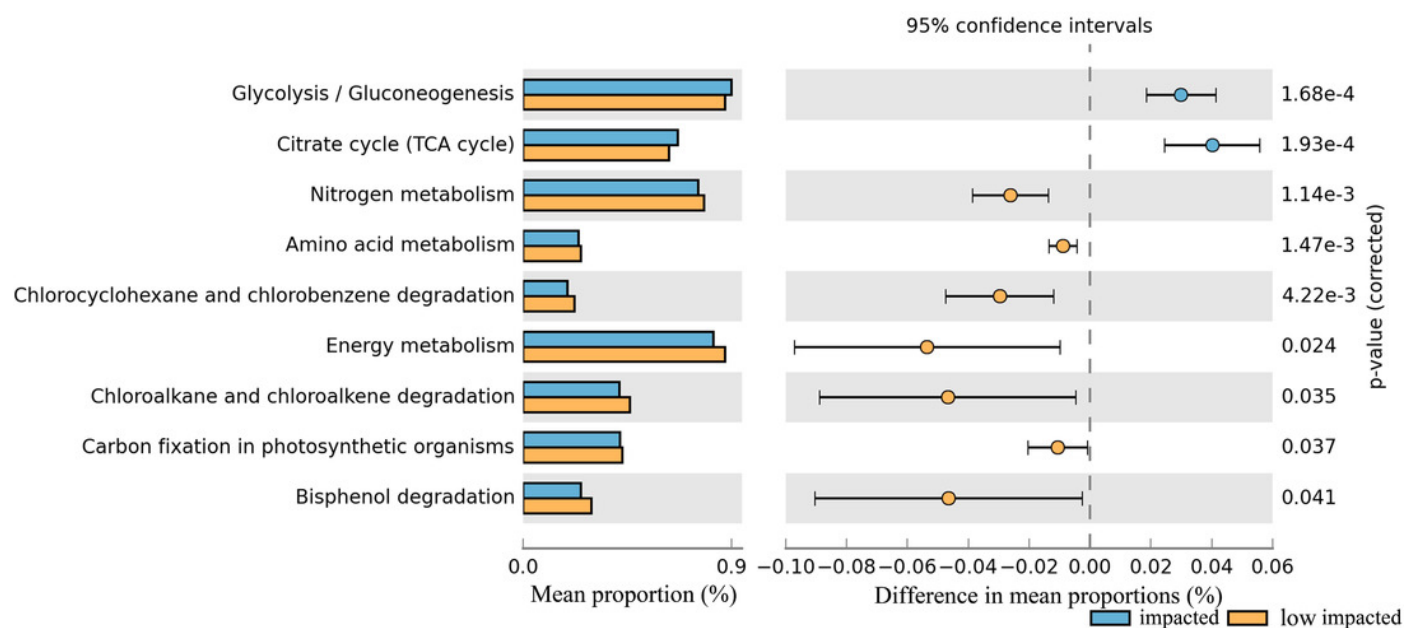 95% confidence intervals
Glycolysis / Gluconeogenesis 1.68e-4
Citrate cycle (TCA cycle) 1.93e-4
Nitrogen metabolism 1.14e-3
Amino acid metabolism 1.47e-3
Chlorocyclohexane and chlorobenzene degradation 4.22e-3
Energy metabolism 0.024
Chloroalkane and chloroalkene degradation 0.035
Carbon fixation in photosynthetic organisms 0.037
Bisphenol degradation 0.041
p-value (corrected)
0.0 0.9 −0.10 −0.08 −0.06 −0.04 −0.02 0.00 0.02 0.04 0.06
Mean proportion (%) Difference in mean proportions (%)
impacted low impacted